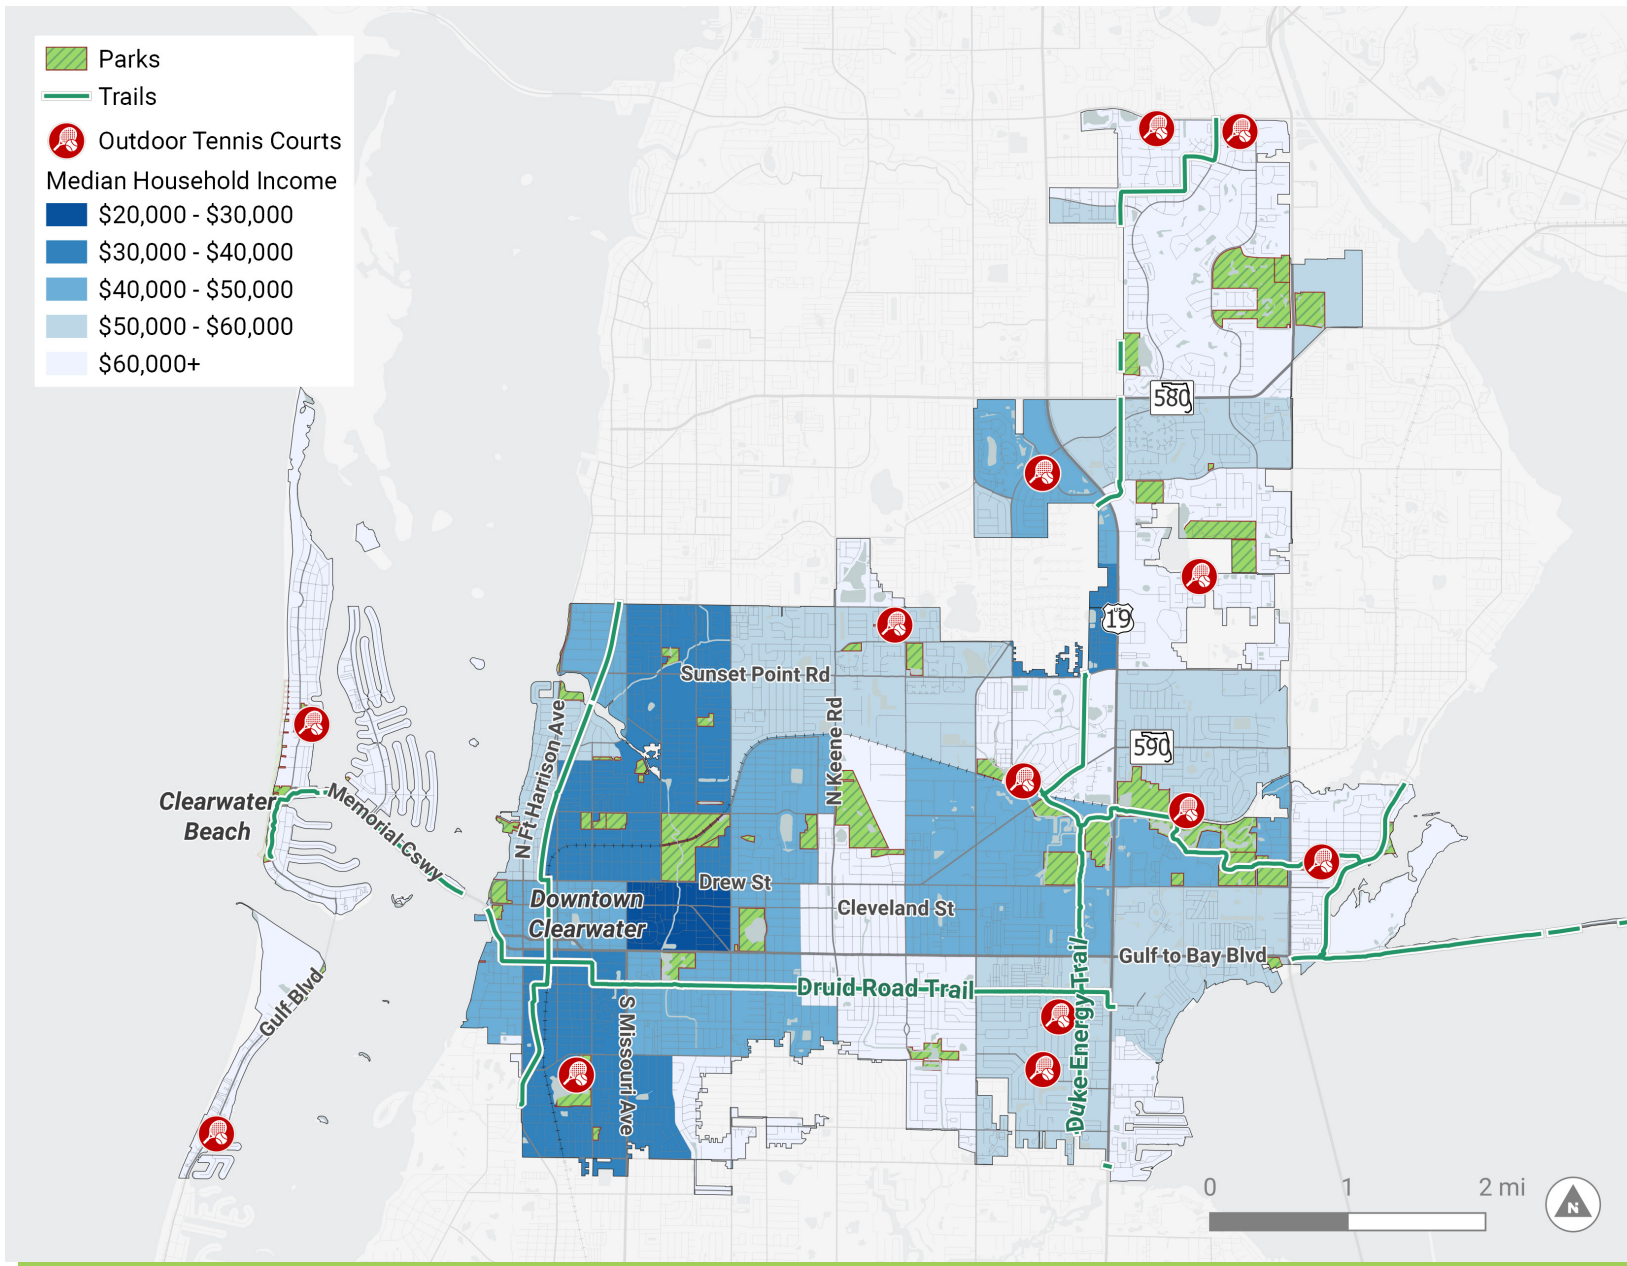 Parks
Trails
Outdoor Tennis Courts
Median Household Income
$20,000 - $30,000
$30,000 - $40,000
$40,000 - $50,000
$50,000 - $60,000
$60,000+
580
US
19
Sunset Point Rd
N Keene Rd
N Ft Harrison Ave
590
Clearwater
Beach
Memorial Cswy
Drew St
Downtown
Clearwater
Cleveland St
Gulf to Bay Blvd
Gulf Blvd
Druid Road Trail
Duke Energy Trail
S Missouri Ave
0 1 2 mi
N